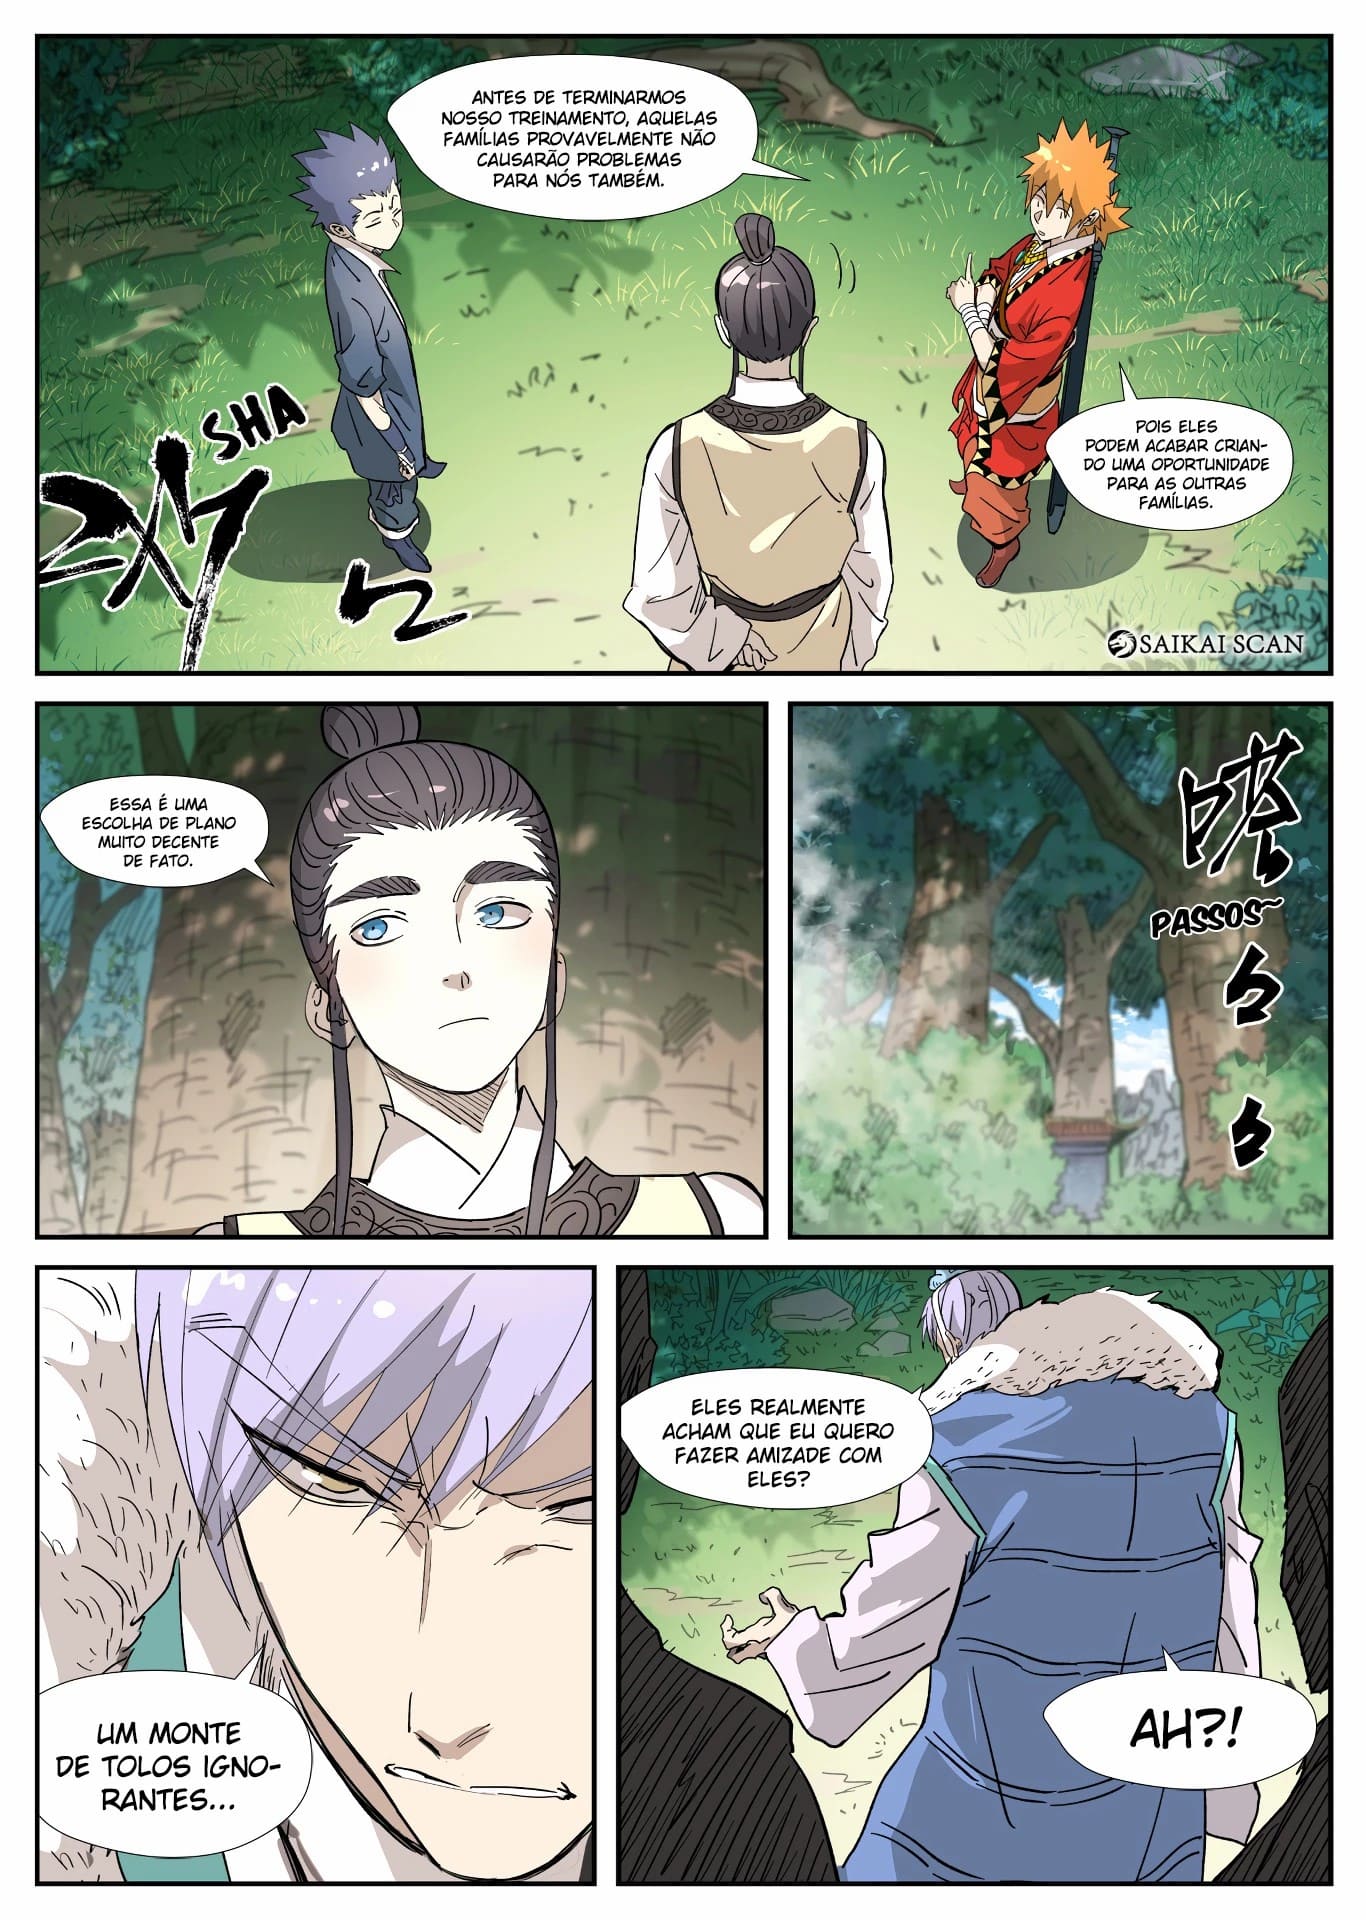 ANTES DE TERMINARMOS
NOSSO TREINAMENTO, AQUELAS
FAMÍLIAS PROVAVELMENTE NÃO
CAUSARÃO PROBLEMAS
PARA NÓS TAMBÉM.
POIS ELES
PODEM ACABAR CRIAN-
DO UMA OPORTUNIDADE
PARA AS OUTRAS
FAMÍLIAS.
SHA
SAIKAI SCAN
ESSA É UMA
ESCOLHA DE PLANO
MUITO DECENTE
DE FATO.
嗒
PASSOS~
UM MONTE
DE TOLOS IGNO-
RANTES...
ELES REALMENTE
ACHAM QUE EU QUERO
FAZER AMIZADE COM
ELES?
AH?!